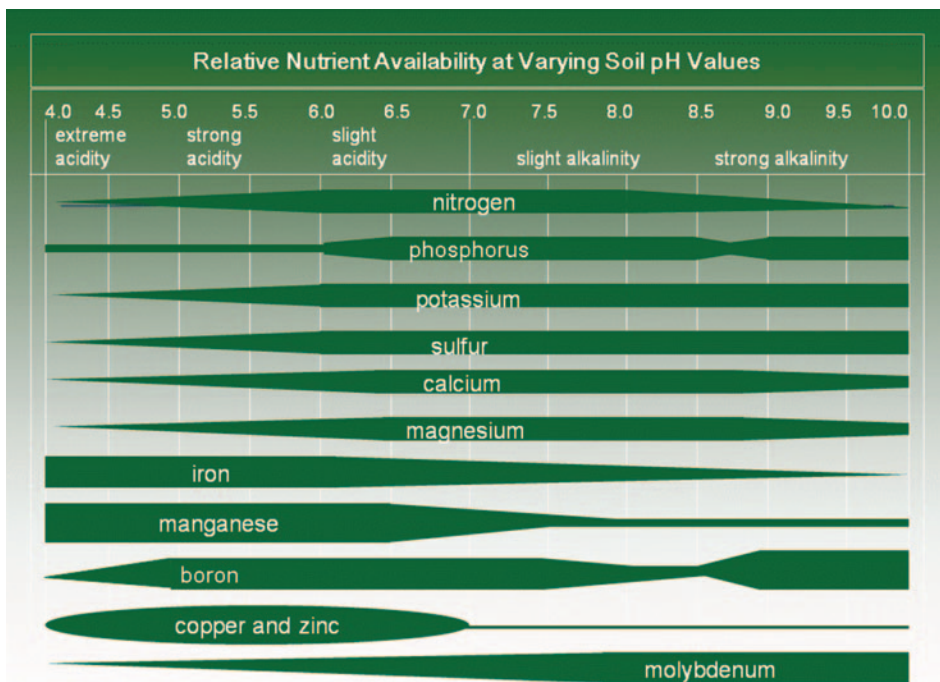 Relative Nutrient Availability at Varying Soil pH Values
4.0 4.5 5.0 5.5 6.0 6.5 7.0 7.5 8.0 8.5 9.0 9.5 10.0
extreme acidity
strong acidity
slight acidity
slight alkalinity
strong alkalinity
nitrogen
phosphorus
potassium
sulfur
calcium
magnesium
iron
manganese
boron
copper and zinc
molybdenum